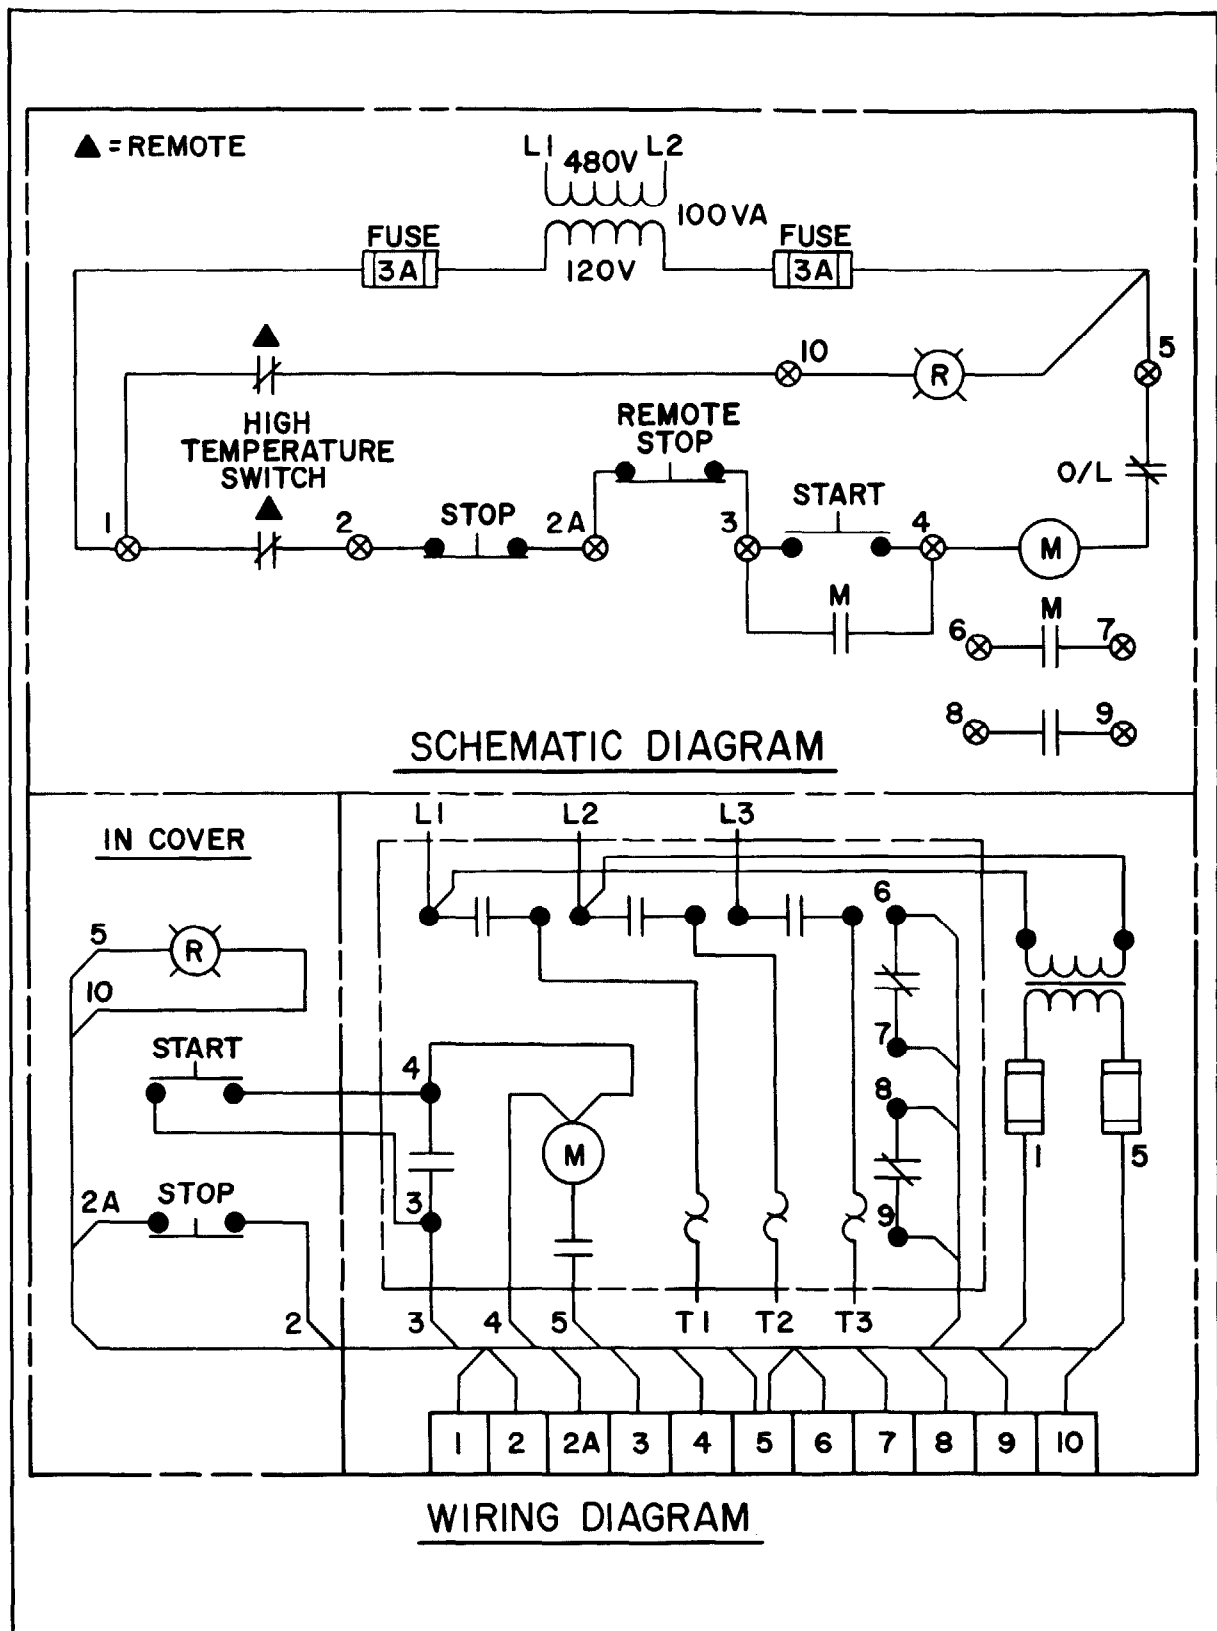 ▲ = REMOTE
L1 480V L2
100VA
FUSE
3A
120V
FUSE
3A
10
R
5
HIGH
TEMPERATURE
SWITCH
REMOTE
STOP
O/L
1
2
STOP
2A
3
START
4
M
M
6
M
7
8
9
SCHEMATIC DIAGRAM
IN COVER
L1
L2
L3
5
R
10
START
2A
STOP
2
4
3
M
6
7
8
9
1
5
3
4
5
T1
T2
T3
1 2 2A 3 4 5 6 7 8 9 10
WIRING DIAGRAM